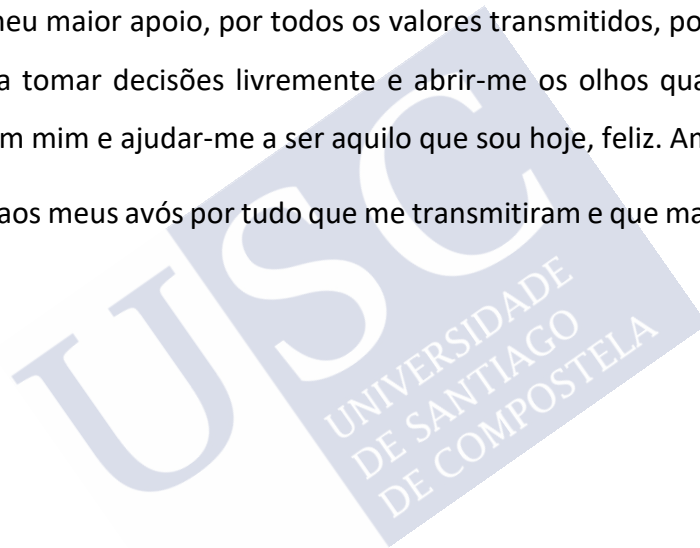 meu maior apoio, por todos os valores transmitidos, po
a tomar decisões livremente e abrir-me os olhos qua
m mim e ajudar-me a ser aquilo que sou hoje, feliz. Am
aos meus avós por tudo que me transmitiram e que ma
USC
UNIVERSIDADE
DE SANTIAGO
DE COMPOSTELA